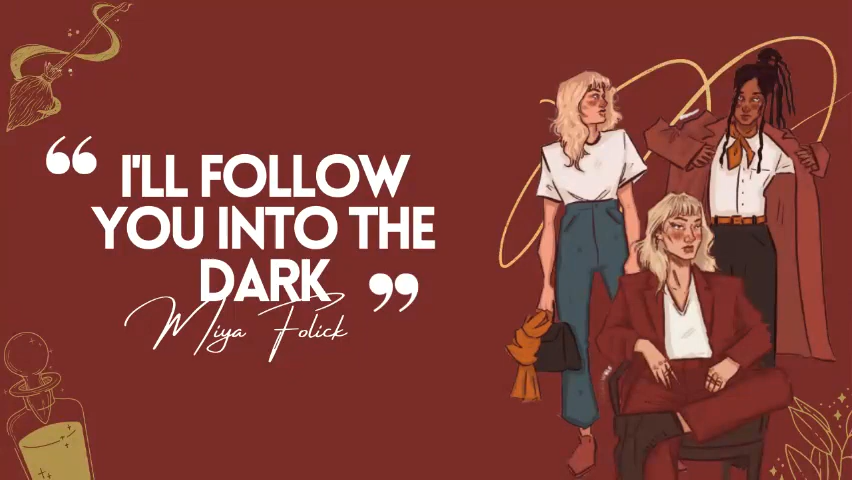 “ I'LL FOLLOW
YOU INTO THE
DARK ”
Miya Folick